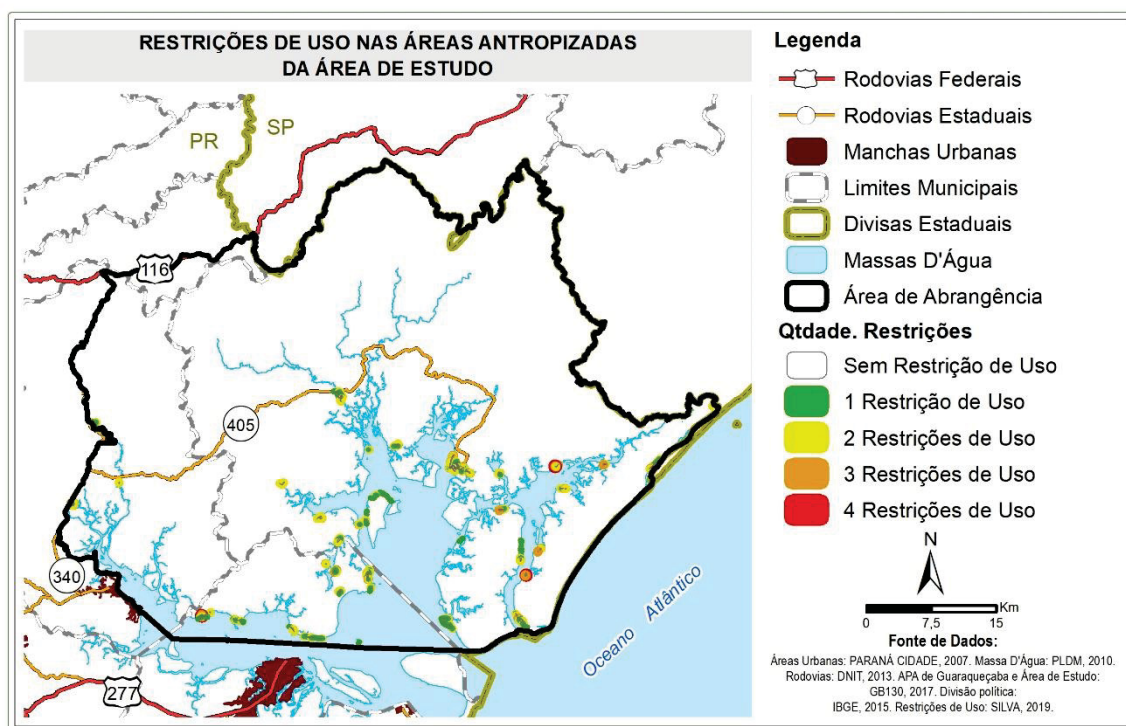 RESTRIÇÕES DE USO NAS ÁREAS ANTROPIZADAS
DA ÁREA DE ESTUDO
PR
SP
116
405
340
277
Oceano Atlântico
Legenda
Rodovias Federais
Rodovias Estaduais
Manchas Urbanas
Limites Municipais
Divisas Estaduais
Massas D'Água
Área de Abrangência
Qtdade. Restrições
Sem Restrição de Uso
1 Restrição de Uso
2 Restrições de Uso
3 Restrições de Uso
4 Restrições de Uso
N
Km
0 7,5 15
Fonte de Dados:
Áreas Urbanas: PARANÁ CIDADE, 2007. Massa D'Água: PLDM, 2010.
Rodovias: DNIT, 2013. APA de Guaraqueçaba e Área de Estudo:
GB130, 2017. Divisão política:
IBGE, 2015. Restrições de Uso: SILVA, 2019.